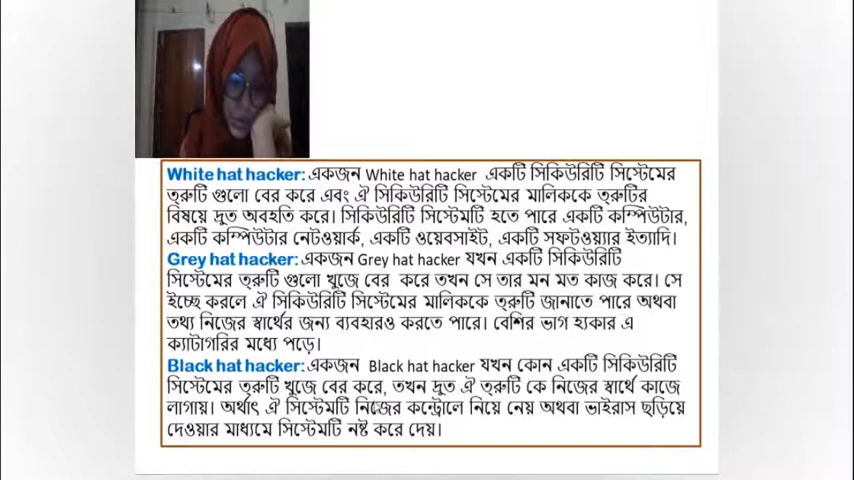 White hat hacker: একজন White hat hacker একটি সিকিউরিটি সিস্টেমের
ত্রুটি গুলো বের করে এবং ঐ সিকিউরিটি সিস্টেমের মালিককে ত্রুটির
বিষয়ে দ্রুত অবহতি করে। সিকিউরিটি সিস্টেমটি হতে পারে একটি কম্পিউটার,
একটি কম্পিউটার নেটওয়ার্ক, একটি ওয়েবসাইট, একটি সফটওয়্যার ইত্যাদি।
Grey hat hacker: একজন Grey hat hacker যখন একটি সিকিউরিটি
সিস্টেমের ত্রুটি গুলো খুজে বের করে তখন সে তার মন মত কাজ করে। সে
ইচ্ছে করলে ঐ সিকিউরিটি সিস্টেমের মালিককে ত্রুটি জানাতে পারে অথবা
তথ্য নিজের স্বার্থের জন্য ব্যবহারও করতে পারে। বেশির ভাগ হ্যকার এ
ক্যাটাগরির মধ্যে পড়ে।
Black hat hacker: একজন Black hat hacker যখন কোন একটি সিকিউরিটি
সিস্টেমের ত্রুটি খুজে বের করে, তখন দ্রুত ঐ ত্রুটি কে নিজের স্বার্থে কাজে
লাগায়। অর্থাৎ ঐ সিস্টেমটি নিজের কন্ট্রোলে নিয়ে নেয় অথবা ভাইরাস ছড়িয়ে
দেওয়ার মাধ্যমে সিস্টেমটি নষ্ট করে দেয়।